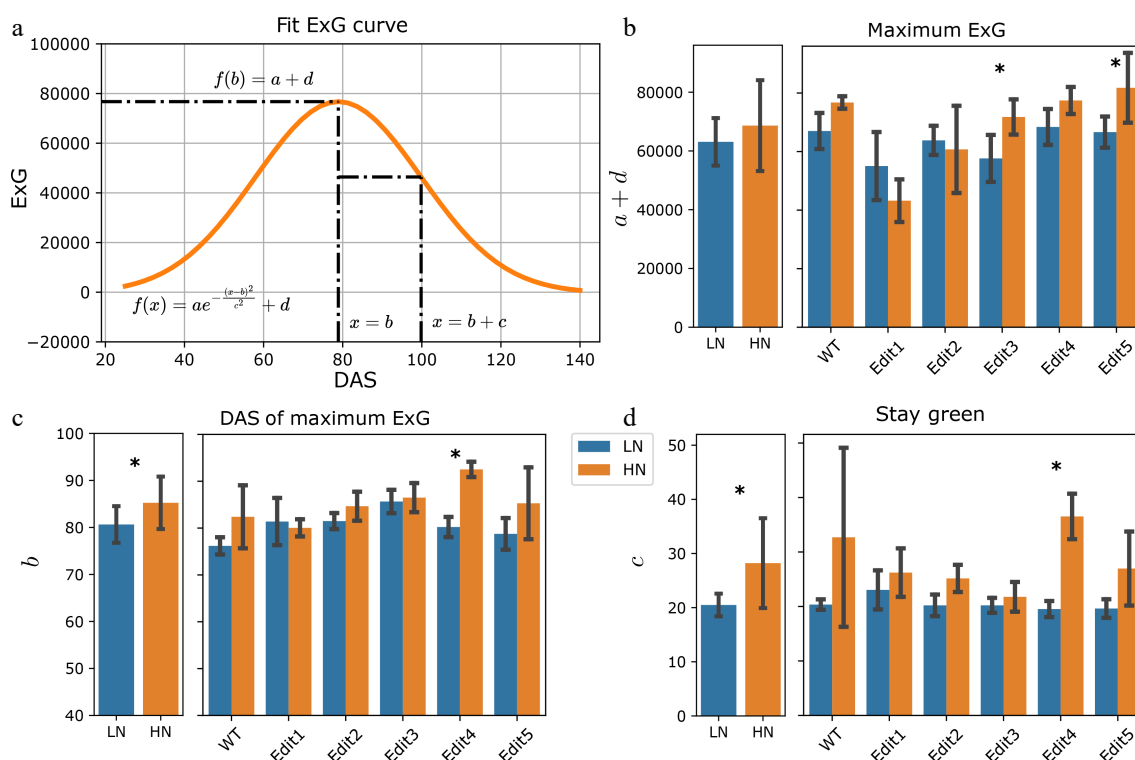 a
Fit ExG curve
100000
80000
60000
40000
20000
0
−20000
ExG
f(b) = a + d
f(x) = ae^{-\frac{(x-b)^2}{c^2}} + d
x = b
x = b + c
20 40 60 80 100 120 140
DAS
b
Maximum ExG
80000
60000
40000
20000
0
a + d
*
*
LN HN
WT Edit1 Edit2 Edit3 Edit4 Edit5
c
DAS of maximum ExG
100
90
80
70
60
50
40
b
*
*
LN HN
WT Edit1 Edit2 Edit3 Edit4 Edit5
LN
HN
d
Stay green
50
40
30
20
10
0
c
*
*
LN HN
WT Edit1 Edit2 Edit3 Edit4 Edit5